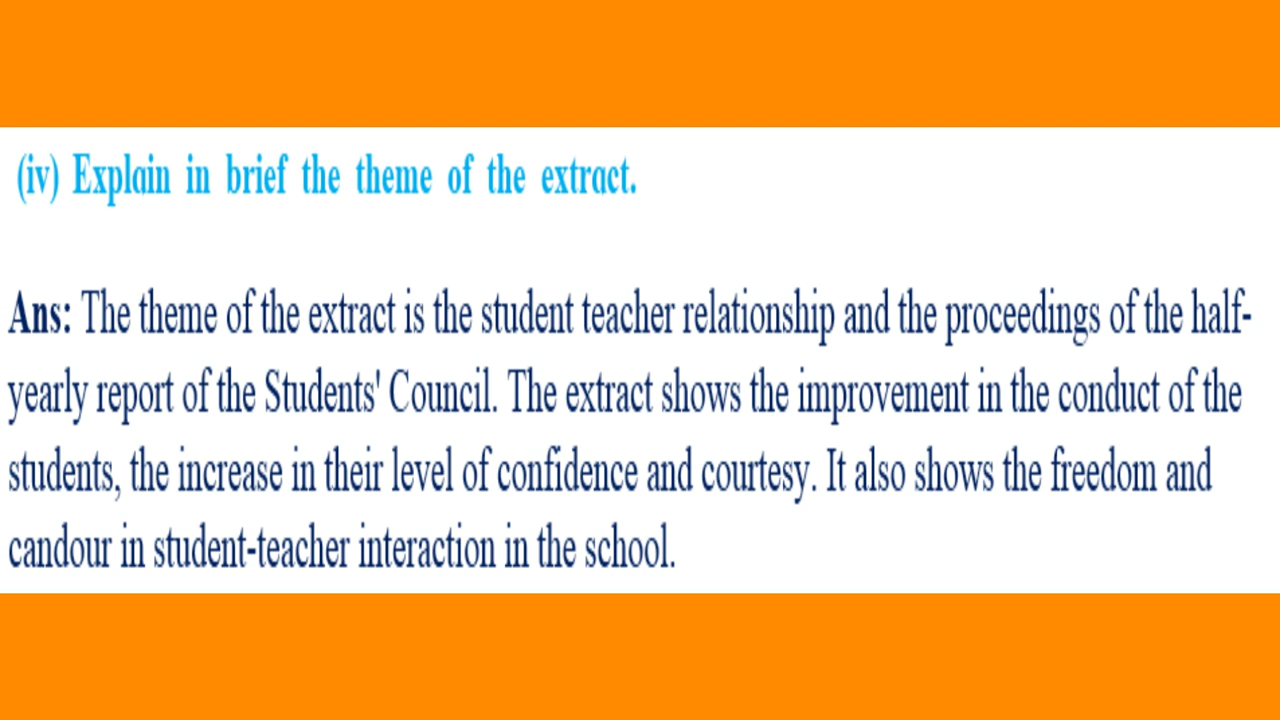 (iv) Explain in brief the theme of the extract.
Ans: The theme of the extract is the student teacher relationship and the proceedings of the half-
yearly report of the Students' Council. The extract shows the improvement in the conduct of the
students, the increase in their level of confidence and courtesy. It also shows the freedom and
candour in student-teacher interaction in the school.